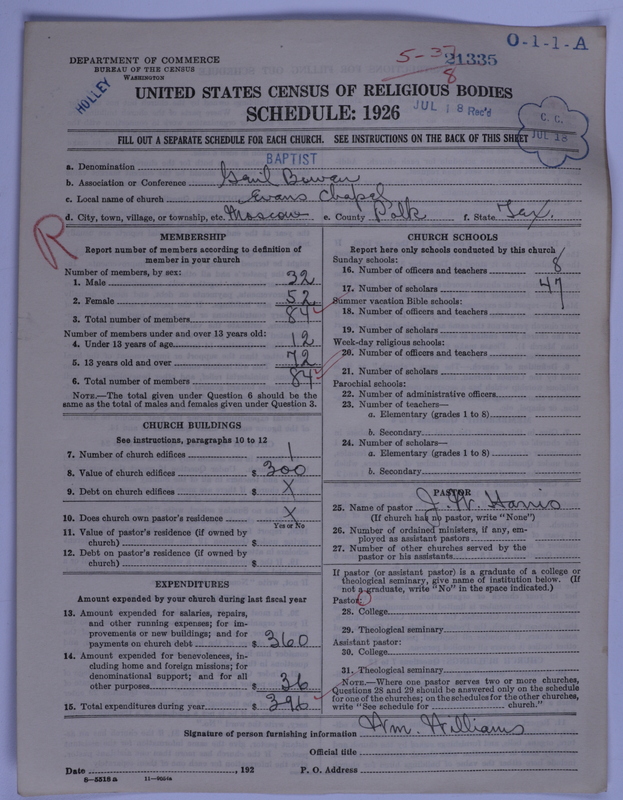 O-1-1-A
5-37 21335
8
DEPARTMENT OF COMMERCE
BUREAU OF THE CENSUS
WASHINGTON
HOLLEY
UNITED STATES CENSUS OF RELIGIOUS BODIES
SCHEDULE: 1926
JUL 18 Rec'd
C. C.
JUL 18
FILL OUT A SEPARATE SCHEDULE FOR EACH CHURCH. SEE INSTRUCTIONS ON THE BACK OF THIS SHEET
BAPTIST
a. Denomination
b. Association or Conference Bowen
c. Local name of church Evans Chapel
d. City, town, village, or township, etc. Moscow e. County Polk f. State Tex.
R
MEMBERSHIP
Report number of members according to definition of
member in your church
Number of members, by sex:
1. Male 32
2. Female 52
3. Total number of members 84
Number of members under and over 13 years old:
4. Under 13 years of age 12
5. 13 years old and over 72
6. Total number of members 84
NOTE.—The total given under Question 6 should be
same as the total of males and females given under Question 3.
CHURCH BUILDINGS
See instructions, paragraphs 10 to 12
7. Number of church edifices 1
8. Value of church edifices $ 300
9. Debt on church edifices $ X
10. Does church own pastor's residence X
Yes or No
11. Value of pastor's residence (if owned by
church) $
12. Debt on pastor's residence (if owned by
church) $
EXPENDITURES
Amount expended by your church during last fiscal year
13. Amount expended for salaries, repairs,
and other running expenses; for im-
provements or new buildings; and for
payments on church debt $ 360
14. Amount expended for benevolences, in-
cluding home and foreign missions; for
denominational support; and for all
other purposes $ 36
15. Total expenditures during year $ 396
CHURCH SCHOOLS
Report here only schools conducted by this church
Sunday schools:
16. Number of officers and teachers 8
17. Number of scholars 47
Summer vacation Bible schools:
18. Number of officers and teachers
19. Number of scholars
Week-day religious schools:
20. Number of officers and teachers
21. Number of scholars
Parochial schools:
22. Number of administrative officers
23. Number of teachers—
a. Elementary (grades 1 to 8)
b. Secondary
24. Number of scholars—
a. Elementary (grades 1 to 8)
b. Secondary
PASTOR
25. Name of pastor J. W. Harris
(If church has no pastor, write "None")
26. Number of ordained ministers, if any, em-
ployed as assistant pastors
27. Number of other churches served by the
pastor or his assistants
If pastor (or assistant pastor) is a graduate of a college or
theological seminary, give name of institution below. (If
not a graduate, write "No" in the space indicated.)
Pastor:
28. College
29. Theological seminary
Assistant pastor:
30. College
31. Theological seminary
NOTE.—Where one pastor serves two or more churches,
Questions 28 and 29 should be answered only on the schedule
for one of the churches; on the schedules for the other churches,
write "See schedule for church."
Signature of person furnishing information Wm. Williams
Official title
Date , 192 P. O. Address
8-5518 a